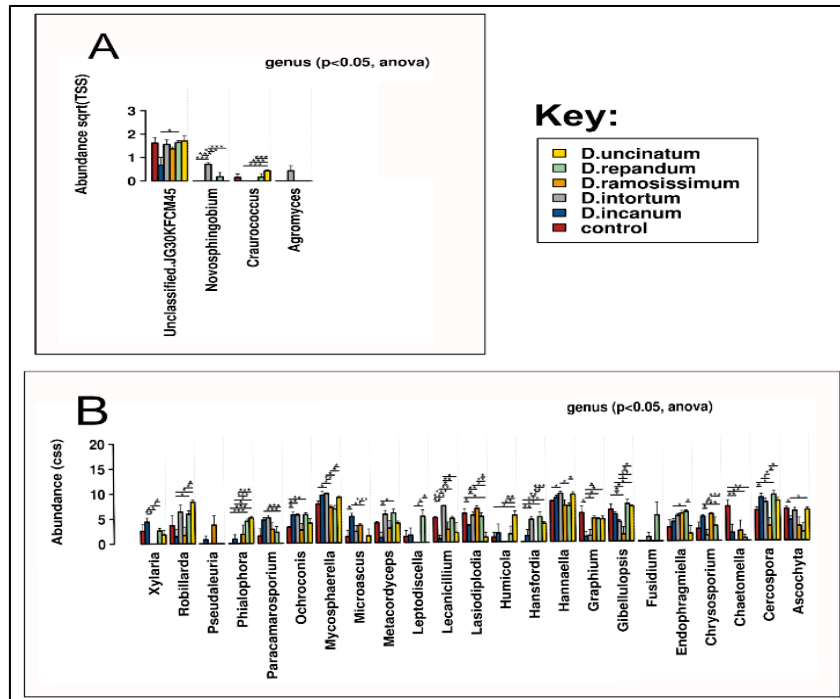 A
genus (p<0.05, anova)
Abundance sqrt(TSS)
3
2
1
0
Unclassified.JG30KFCM45
Novosphingobium
Craurococcus
Agromyces
Key:
D.uncinatum
D.repandum
D.ramosissimum
D.intortum
D.incanum
control
B
genus (p<0.05, anova)
Abundance (css)
20
15
10
5
0
Xylaria
Robillarda
Pseudaleuria
Phialophora
Paracamarosporium
Ochroconis
Mycosphaerella
Microascus
Metacordyceps
Leptodiscella
Lecanicillium
Lasiodiplodia
Humicola
Hansfordia
Hannaella
Graphium
Gibellulopsis
Fusidium
Endophragmiella
Chrysosporium
Chaetomella
Cercospora
Ascochyta